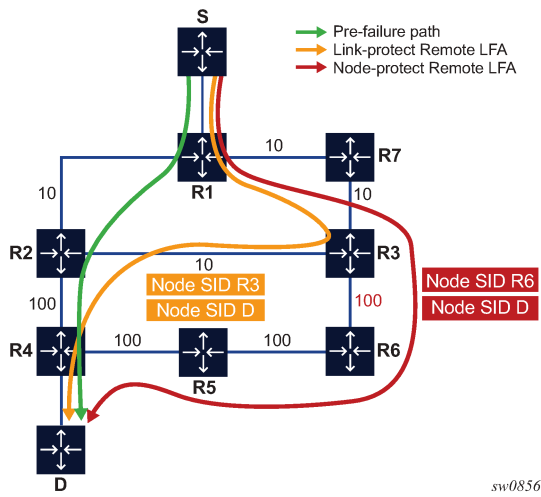 S
Pre-failure path
Link-protect Remote LFA
Node-protect Remote LFA
10
R7
R1
10
10
R2
R3
10
Node SID R3
Node SID D
Node SID R6
Node SID D
100
100
R4
100
100
R6
R5
D
sw0856